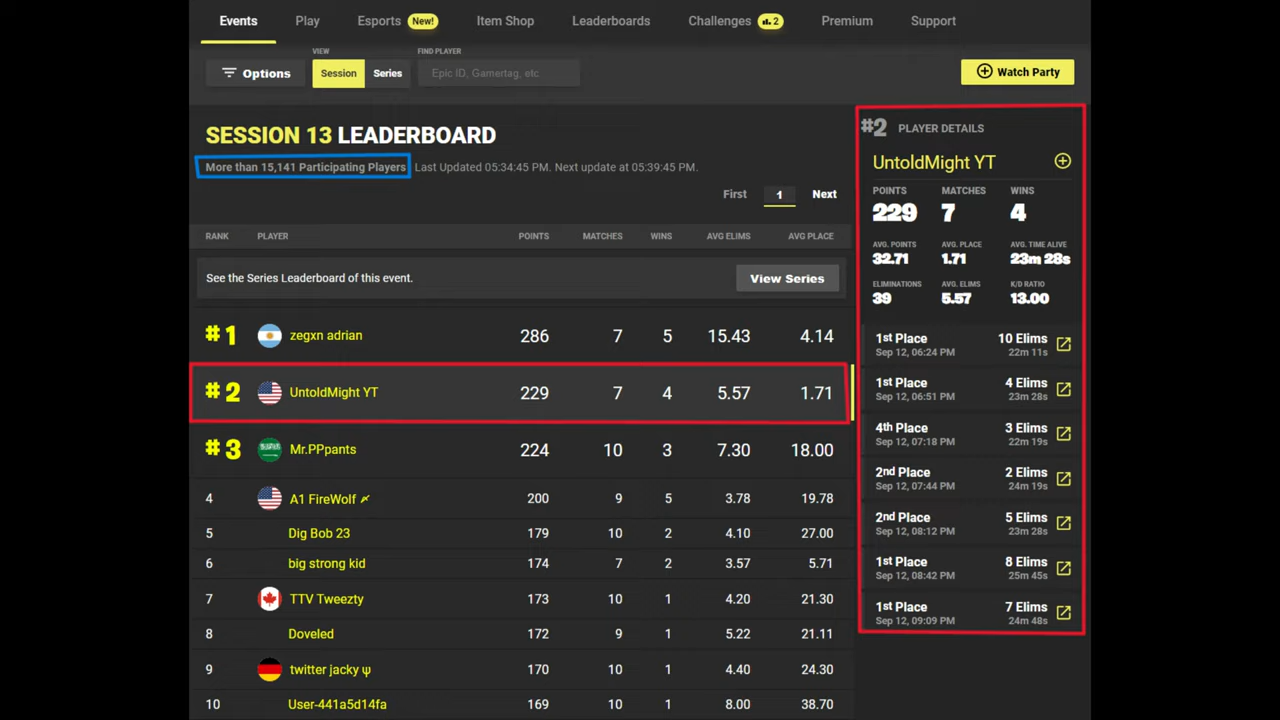 Events Play Esports New! Item Shop Leaderboards Challenges 2 Premium Support
VIEW FIND PLAYER
Options Session Series Epic ID, Gamertag, etc Watch Party
SESSION 13 LEADERBOARD
More than 15,141 Participating Players Last Updated 05:34:45 PM. Next update at 05:39:45 PM.
First 1 Next
RANK PLAYER POINTS MATCHES WINS AVG ELIMS AVG PLACE
See the Series Leaderboard of this event. View Series
#1 zegxn adrian 286 7 5 15.43 4.14
#2 UntoldMight YT 229 7 4 5.57 1.71
#3 Mr.PPpants 224 10 3 7.30 18.00
4 A1 FireWolf 200 9 5 3.78 19.78
5 Dig Bob 23 179 10 2 4.10 27.00
6 big strong kid 174 7 2 3.57 5.71
7 TTV Tweezty 173 10 1 4.20 21.30
8 Doveled 172 9 1 5.22 21.11
9 twitter jacky ψ 170 10 1 4.40 24.30
10 User-441a5d14fa 169 10 1 8.00 38.70
#2 PLAYER DETAILS
UntoldMight YT
POINTS MATCHES WINS
229 7 4
AVG. POINTS AVG. PLACE AVG. TIME ALIVE
32.71 1.71 23m 28s
ELIMINATIONS AVG. ELIMS K/D RATIO
39 5.57 13.00
1st Place 10 Elims
Sep 12, 06:24 PM 22m 11s
1st Place 4 Elims
Sep 12, 06:51 PM 23m 28s
4th Place 3 Elims
Sep 12, 07:18 PM 22m 19s
2nd Place 2 Elims
Sep 12, 07:44 PM 24m 19s
2nd Place 5 Elims
Sep 12, 08:12 PM 23m 28s
1st Place 8 Elims
Sep 12, 08:42 PM 25m 45s
1st Place 7 Elims
Sep 12, 09:09 PM 24m 48s